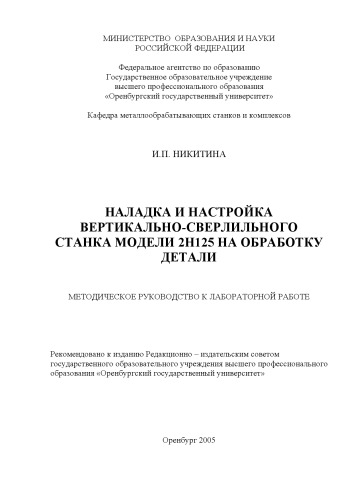 МИНИСТЕРСТВО ОБРАЗОВАНИЯ И НАУКИ
РОССИЙСКОЙ ФЕДЕРАЦИИ
Федеральное агентство по образованию
Государственное образовательное учреждение
высшего профессионального образования
«Оренбургский государственный университет»
Кафедра металлообрабатывающих станков и комплексов
И.П. НИКИТИНА
НАЛАДКА И НАСТРОЙКА
ВЕРТИКАЛЬНО-СВЕРЛИЛЬНОГО
СТАНКА МОДЕЛИ 2Н125 НА ОБРАБОТКУ
ДЕТАЛИ
МЕТОДИЧЕСКОЕ РУКОВОДСТВО К ЛАБОРАТОРНОЙ РАБОТЕ
Рекомендовано к изданию Редакционно – издательским советом
государственного образовательного учреждения высшего профессионального
образования «Оренбургский государственный университет»
Оренбург 2005